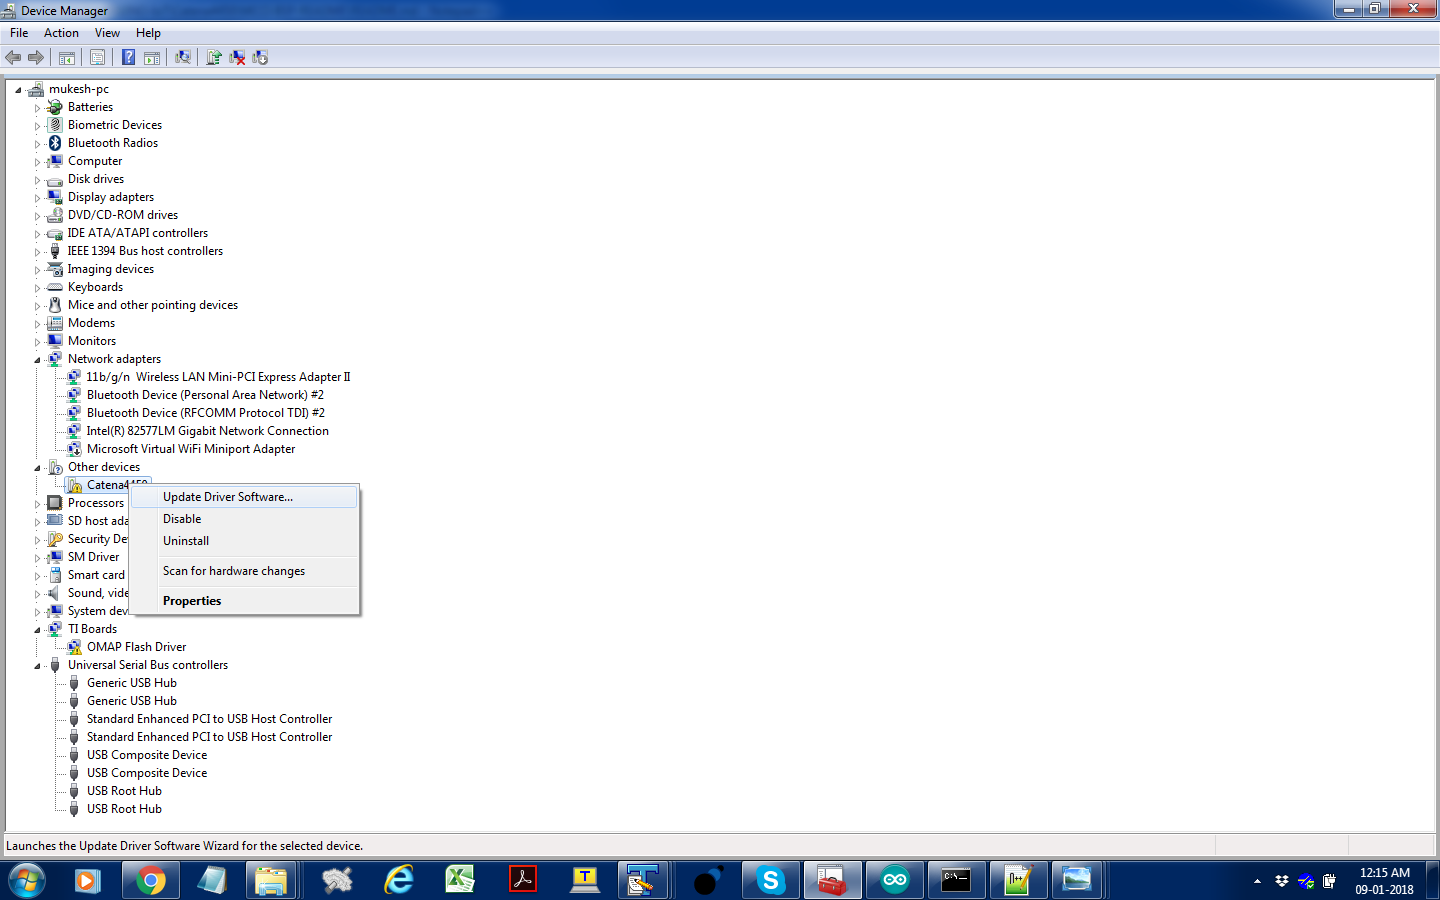 Device Manager
File Action View Help
mukesh-pc
Batteries
Biometric Devices
Bluetooth Radios
Computer
Disk drives
Display adapters
DVD/CD-ROM drives
IDE ATA/ATAPI controllers
IEEE 1394 Bus host controllers
Imaging devices
Keyboards
Mice and other pointing devices
Modems
Monitors
Network adapters
11b/g/n Wireless LAN Mini-PCI Express Adapter II
Bluetooth Device (Personal Area Network) #2
Bluetooth Device (RFCOMM Protocol TDI) #2
Intel(R) 82577LM Gigabit Network Connection
Microsoft Virtual WiFi Miniport Adapter
Other devices
Update Driver Software...
Processors
Disable
SD host ada
Security De
Uninstall
SM Driver
Scan for hardware changes
Smart card
Sound, vide
Properties
System dev
TI Boards
OMAP Flash Driver
Universal Serial Bus controllers
Generic USB Hub
Generic USB Hub
Standard Enhanced PCI to USB Host Controller
Standard Enhanced PCI to USB Host Controller
USB Composite Device
USB Composite Device
USB Root Hub
USB Root Hub
Launches the Update Driver Software Wizard for the selected device.
12:15 AM
09-01-2018